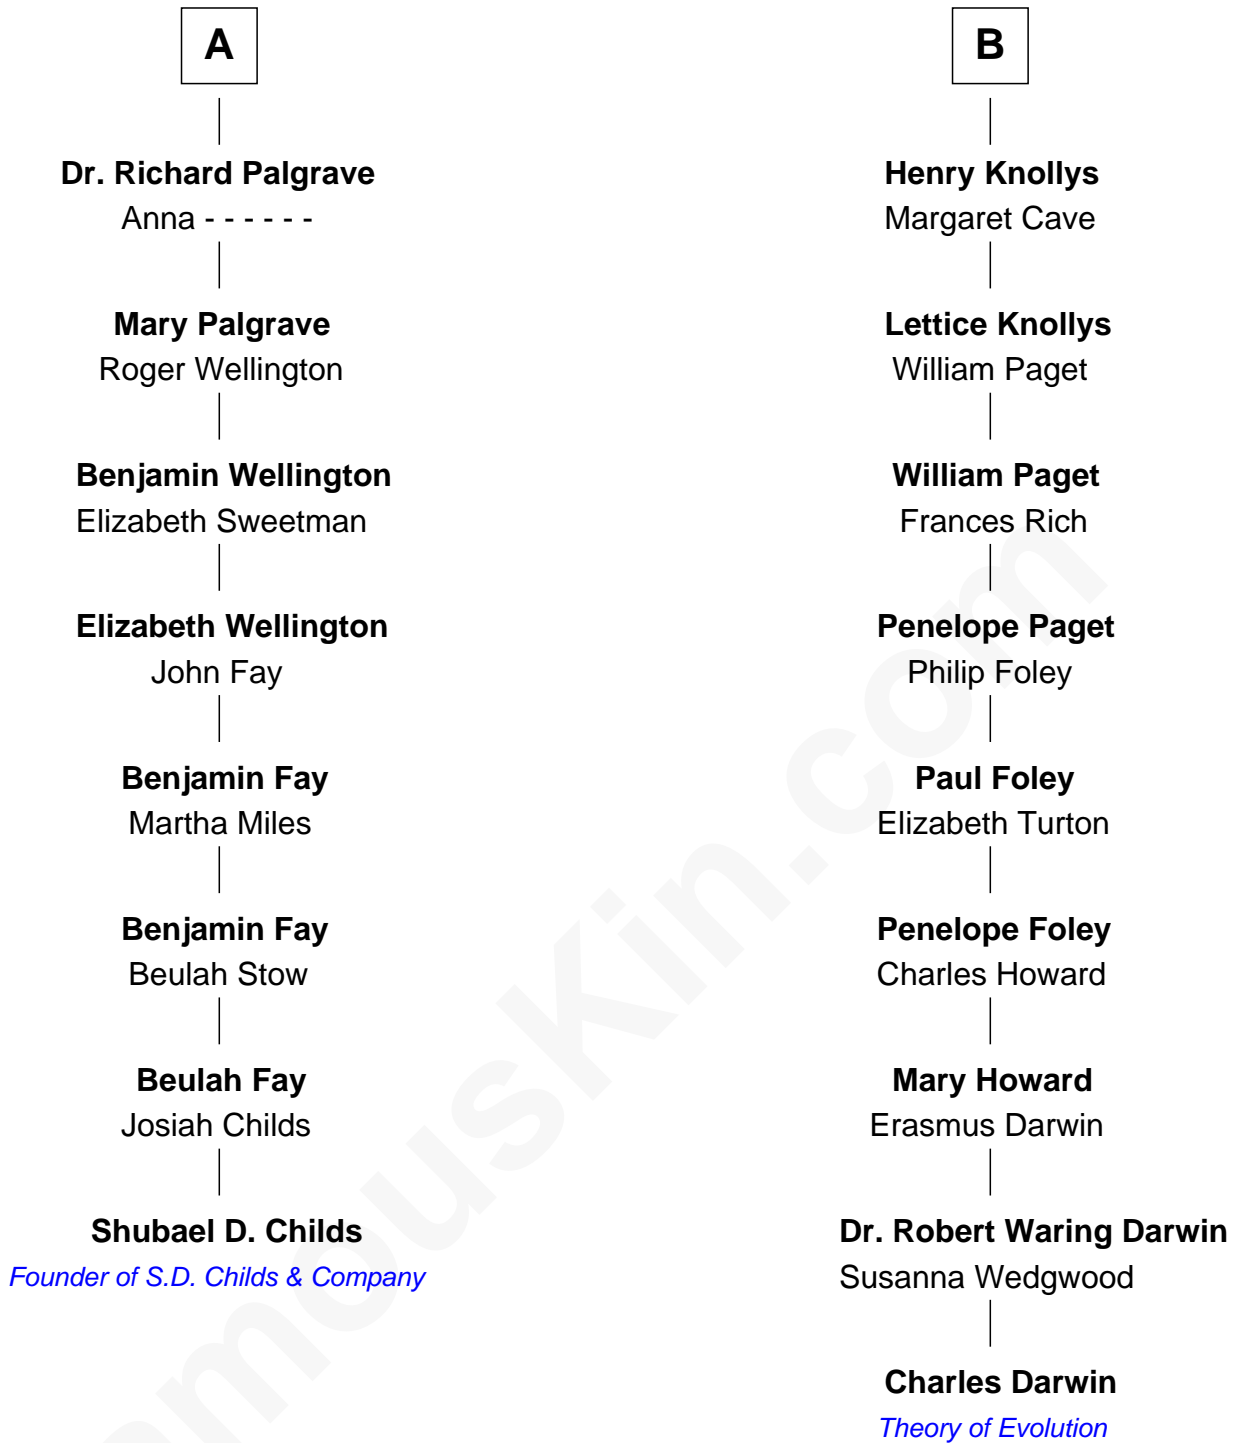 A
Dr. Richard Palgrave
Anna - - - - - -
Mary Palgrave
Roger Wellington
Benjamin Wellington
Elizabeth Sweetman
Elizabeth Wellington
John Fay
Benjamin Fay
Martha Miles
Benjamin Fay
Beulah Stow
Beulah Fay
Josiah Childs
Shubael D. Childs
Founder of S.D. Childs & Company
B
Henry Knollys
Margaret Cave
Lettice Knollys
William Paget
William Paget
Frances Rich
Penelope Paget
Philip Foley
Paul Foley
Elizabeth Turton
Penelope Foley
Charles Howard
Mary Howard
Erasmus Darwin
Dr. Robert Waring Darwin
Susanna Wedgwood
Charles Darwin
Theory of Evolution
amousKin.com